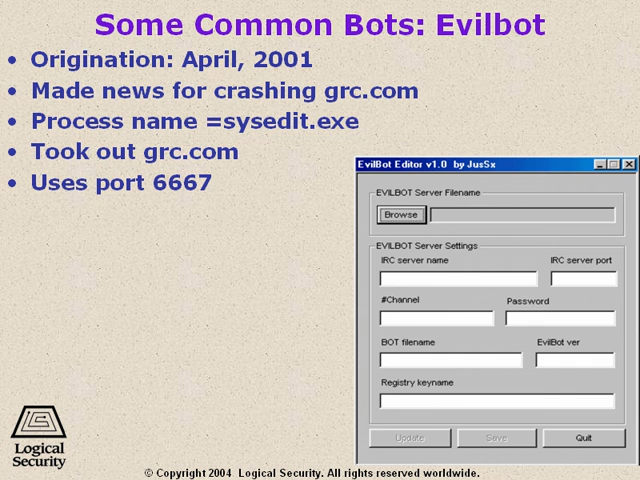 Some Common Bots: Evilbot
• Origination: April, 2001
• Made news for crashing grc.com
• Process name =sysedit.exe
• Took out grc.com
• Uses port 6667
EvilBot Editor v1.0 by JusSx
EVILBOT Server Filename
Browse
EVILBOT Server Settings
IRC server name IRC server port
#Channel Password
BOT filename EvilBot ver
Registry keyname
Update Save Quit
Logical
Security
© Copyright 2004 Logical Security. All rights reserved worldwide.